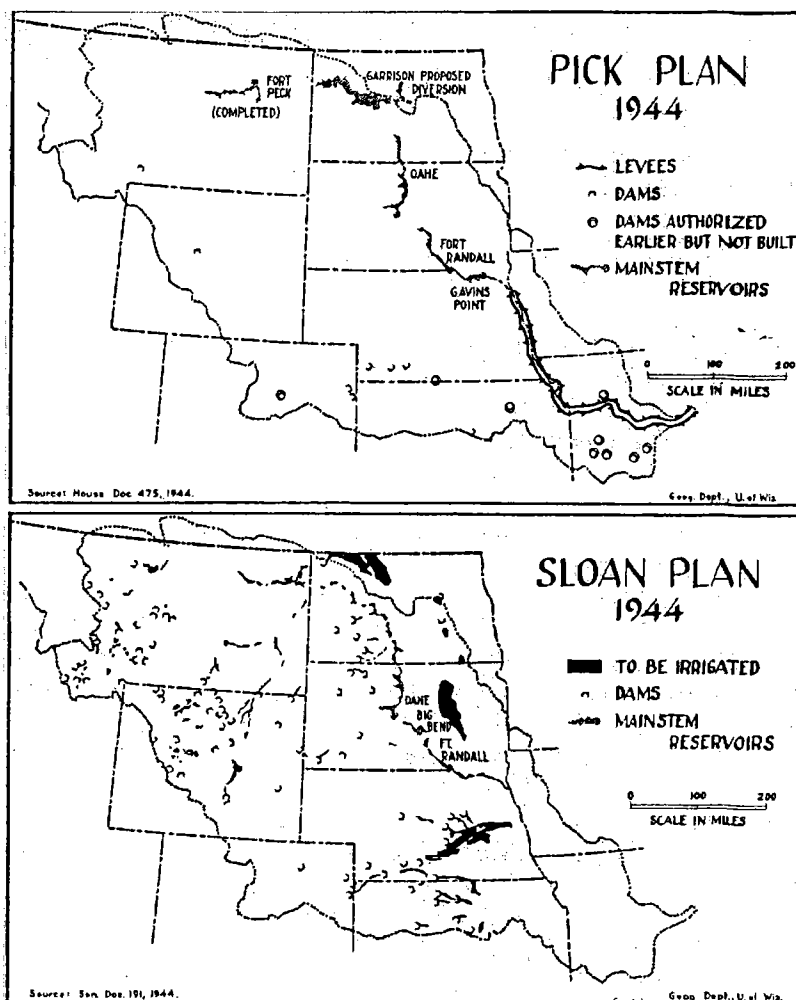 PICK PLAN
1944
LEVEES
DAMS
DAMS AUTHORIZED
EARLIER BUT NOT BUILT
MAINSTEM
RESERVOIRS
0 100 200
SCALE IN MILES
FORT
PECK
(COMPLETED)
GARRISON PROPOSED
DIVERSION
OAHE
FORT
RANDALL
GAVINS
POINT
Source: House Doc 475, 1944.
Geog. Dept., U. of Wis.
SLOAN PLAN
1944
TO BE IRRIGATED
DAMS
MAINSTEM
RESERVOIRS
0 100 200
SCALE IN MILES
BIG
BEND
FT.
RANDALL
Source: Sen. Doc. 191, 1944.
Geog. Dept., U. of Wis.